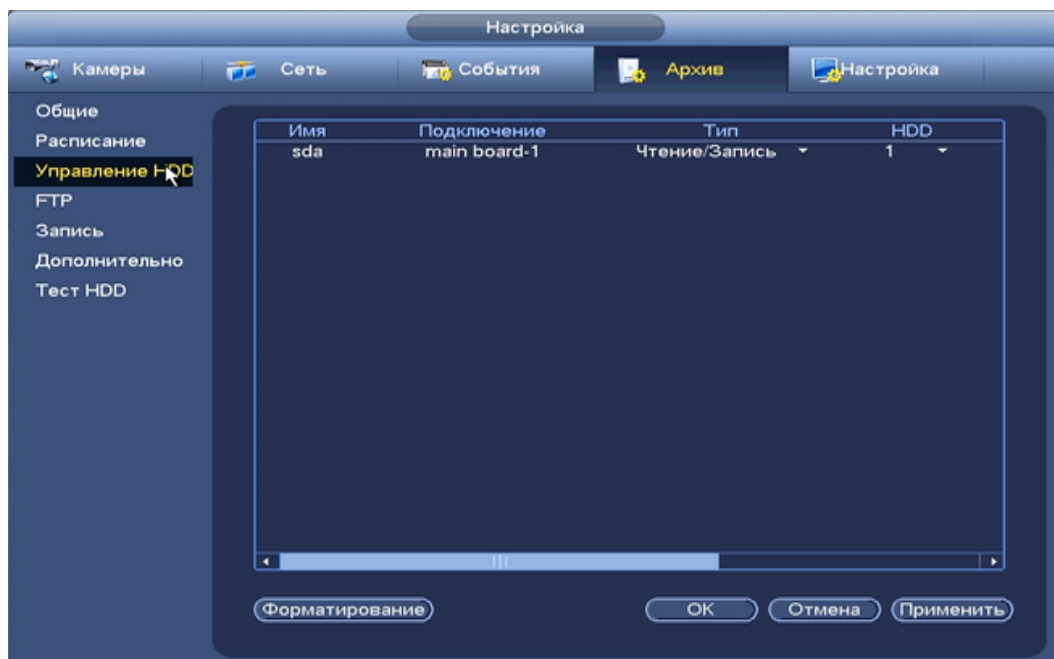 Настройка
Камеры Сеть События Архив Настройка
Общие
Расписание
Управление HDD
FTP
Запись
Дополнительно
Тест HDD
Имя Подключение Тип HDD
sda main board-1 Чтение/Запись 1
Форматирование OK Отмена Применить